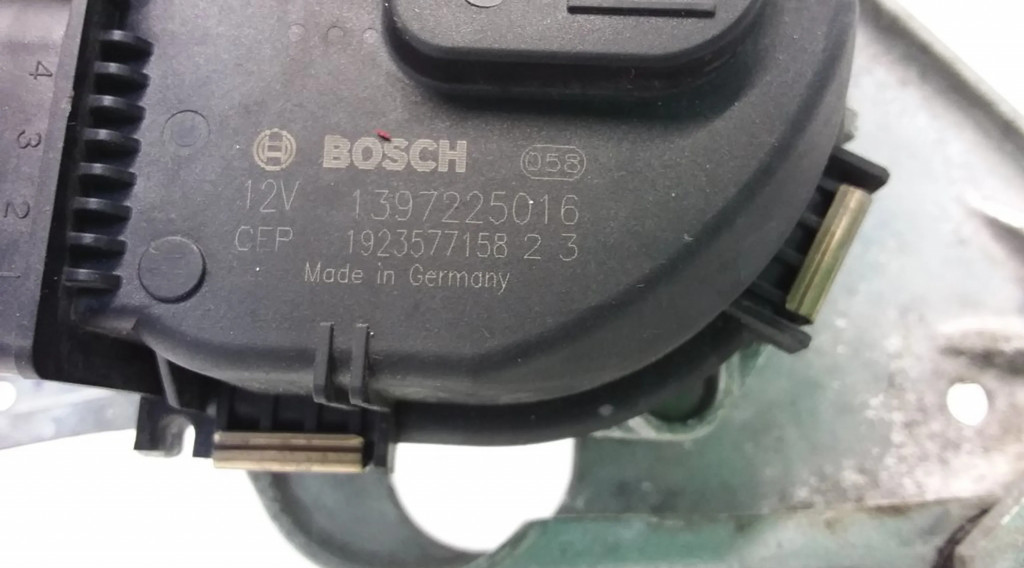 4
3
2
1
BOSCH 058
12V 1397225016
CEP 1923577158 2 3
Made in Germany